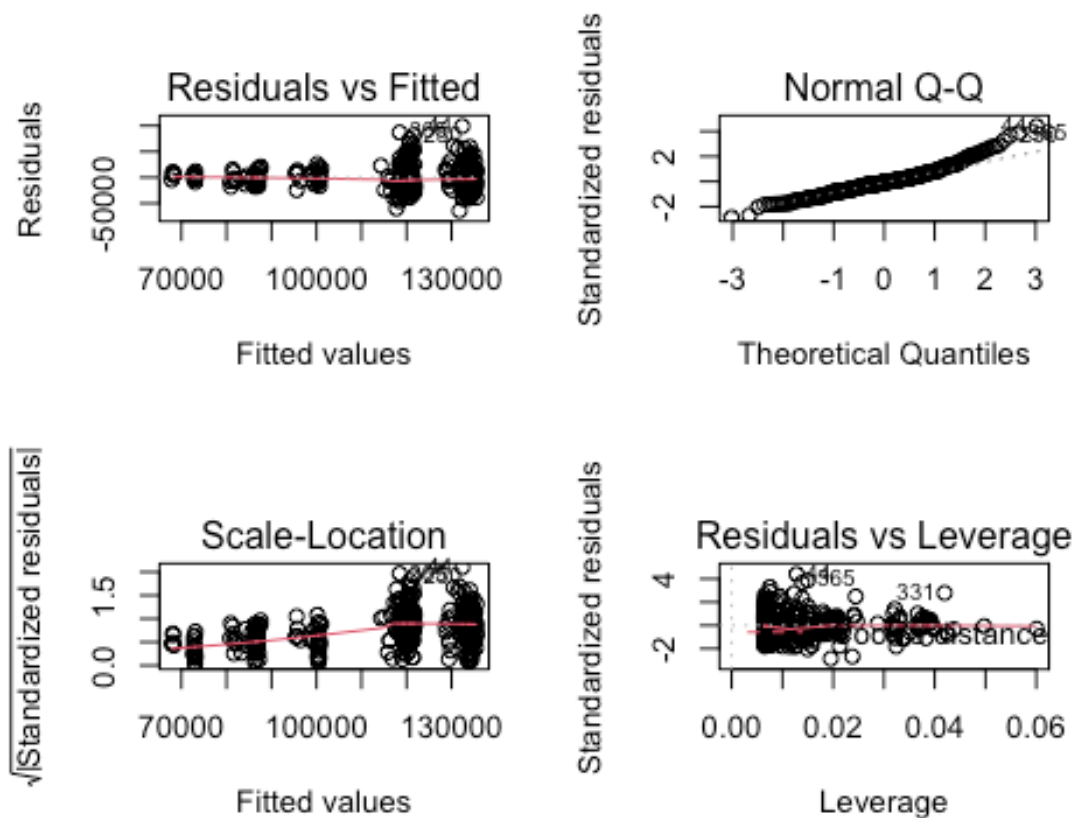 Residuals vs Fitted
Residuals
-50000
70000 100000 130000
Fitted values
Normal Q-Q
Standardized residuals
-2 2
-3 -1 0 1 2 3
Theoretical Quantiles
Scale-Location
√|Standardized residuals|
0.0 1.5
70000 100000 130000
Fitted values
Residuals vs Leverage
Standardized residuals
-2 4
44
331
0.00 0.02 0.04 0.06
Leverage